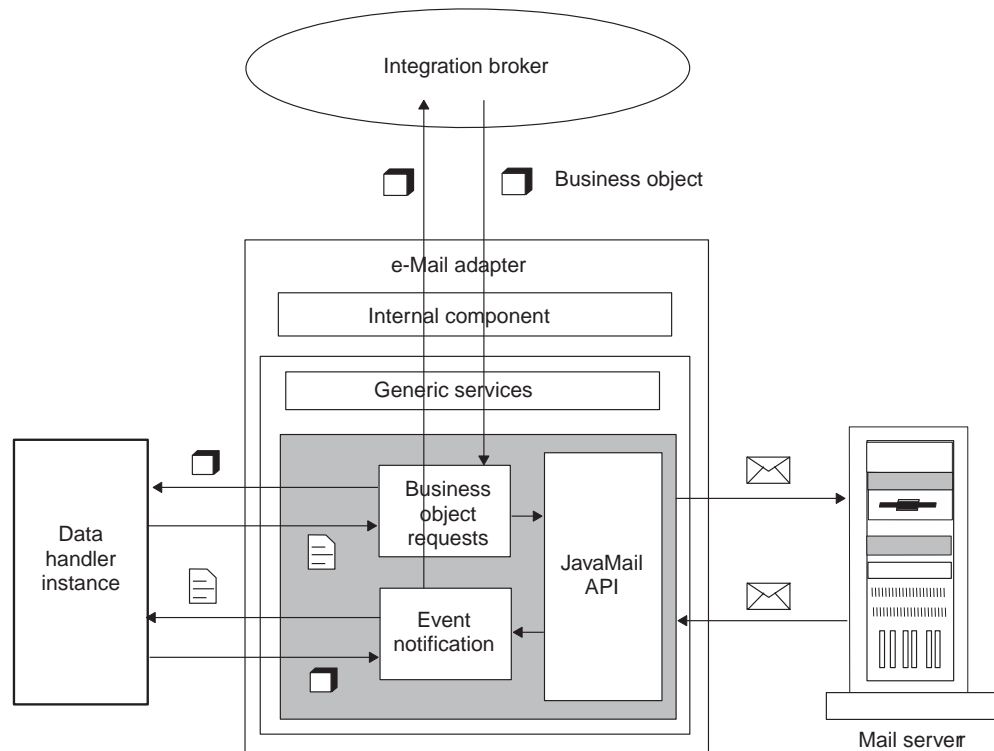 Integration broker
Business object
e-Mail adapter
Internal component
Generic services
Business
object
requests
Data
handler
instance
JavaMail
API
Event
notification
Mail server